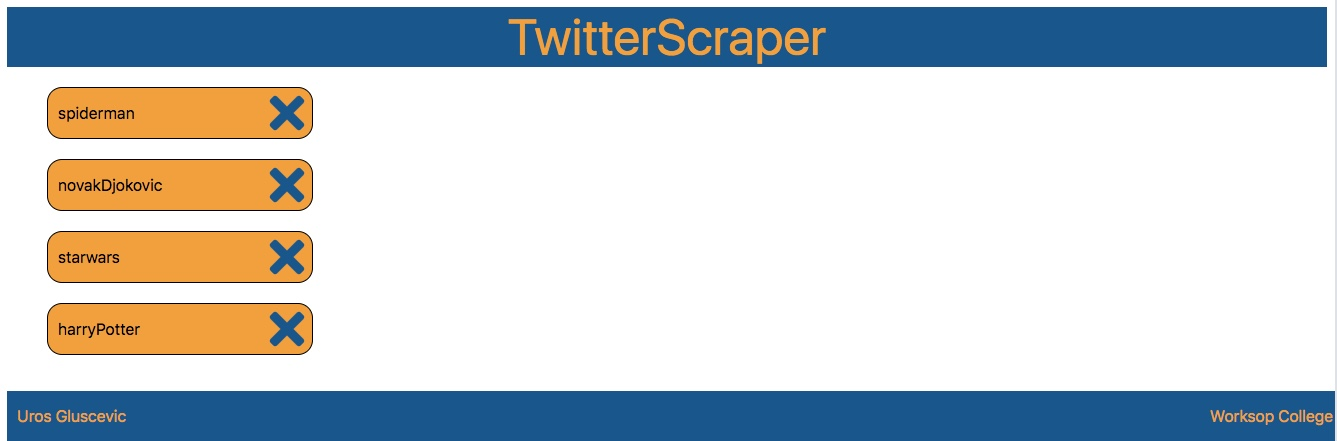 TwitterScraper
spiderman
novakDjokovic
starwars
harryPotter
Uros Gluscevic
Worksop College